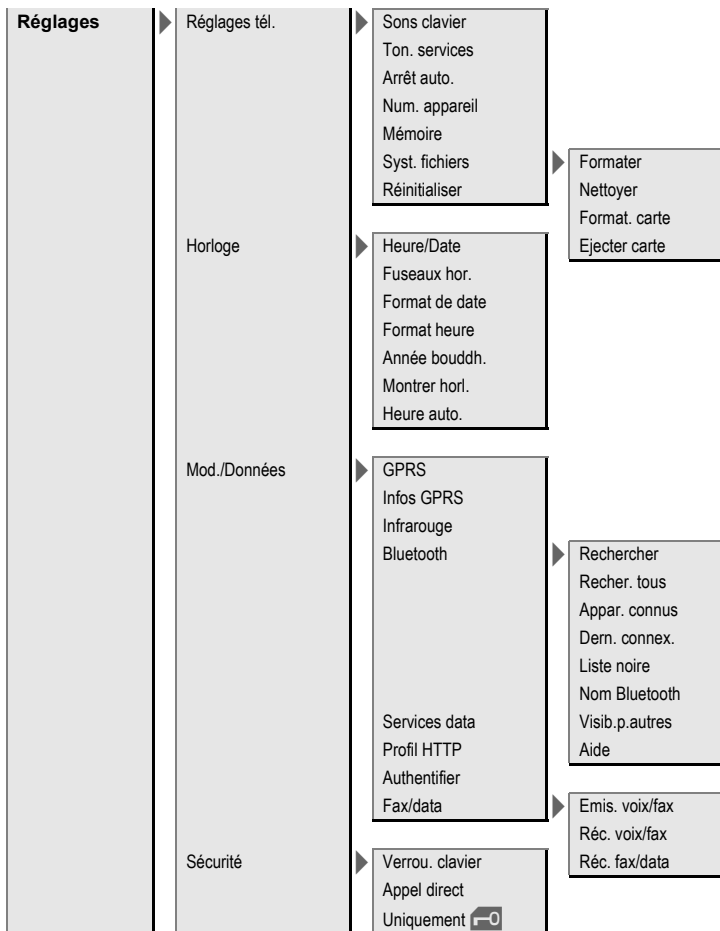 Réglages
Réglages tél.
Sons clavier
Ton. services
Arrêt auto.
Num. appareil
Mémoire
Syst. fichiers
Formater
Réinitialiser
Nettoyer
Format. carte
Horloge
Heure/Date
Ejecter carte
Fuseaux hor.
Format de date
Format heure
Année bouddh.
Montrer horl.
Heure auto.
Mod./Données
GPRS
Infos GPRS
Infrarouge
Bluetooth
Rechercher
Recher. tous
Appar. connus
Dern. connex.
Liste noire
Nom Bluetooth
Services data
Visib.p.autres
Profil HTTP
Aide
Authentifier
Fax/data
Emis. voix/fax
Réc. voix/fax
Sécurité
Verrou. clavier
Réc. fax/data
Appel direct
Uniquement